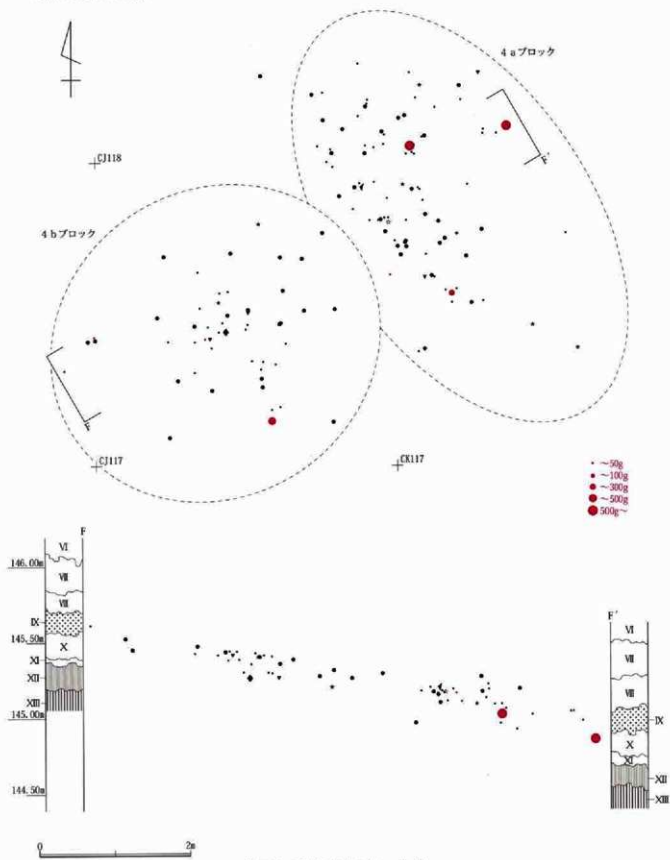 4aブロック
F'
CJ118
4bブロック
F
CJ117
CK117
～50g
～100g
～300g
～500g
500g～
F
Ⅵ
146.00m
Ⅶ
Ⅷ
Ⅸ
145.50m
Ⅹ
Ⅺ
Ⅻ
XIII
145.00m
144.50m
F'
Ⅵ
Ⅶ
Ⅷ
Ⅸ
Ⅹ
Ⅺ
Ⅻ
XIII
0
2m